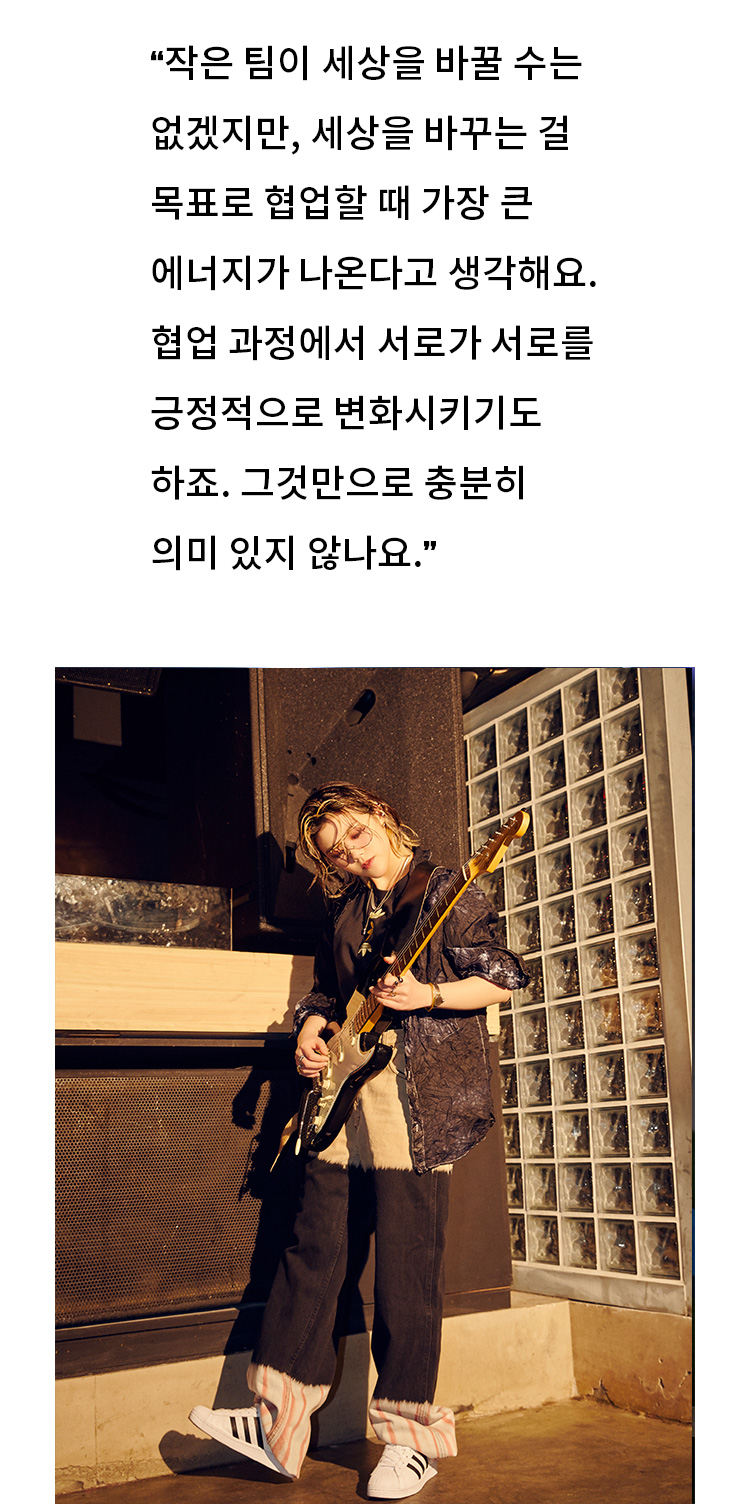 “작은 팀이 세상을 바꿀 수는
없겠지만, 세상을 바꾸는 걸
목표로 협업할 때 가장 큰
에너지가 나온다고 생각해요.
협업 과정에서 서로가 서로를
긍정적으로 변화시키기도
하죠. 그것만으로 충분히
의미 있지 않나요.”